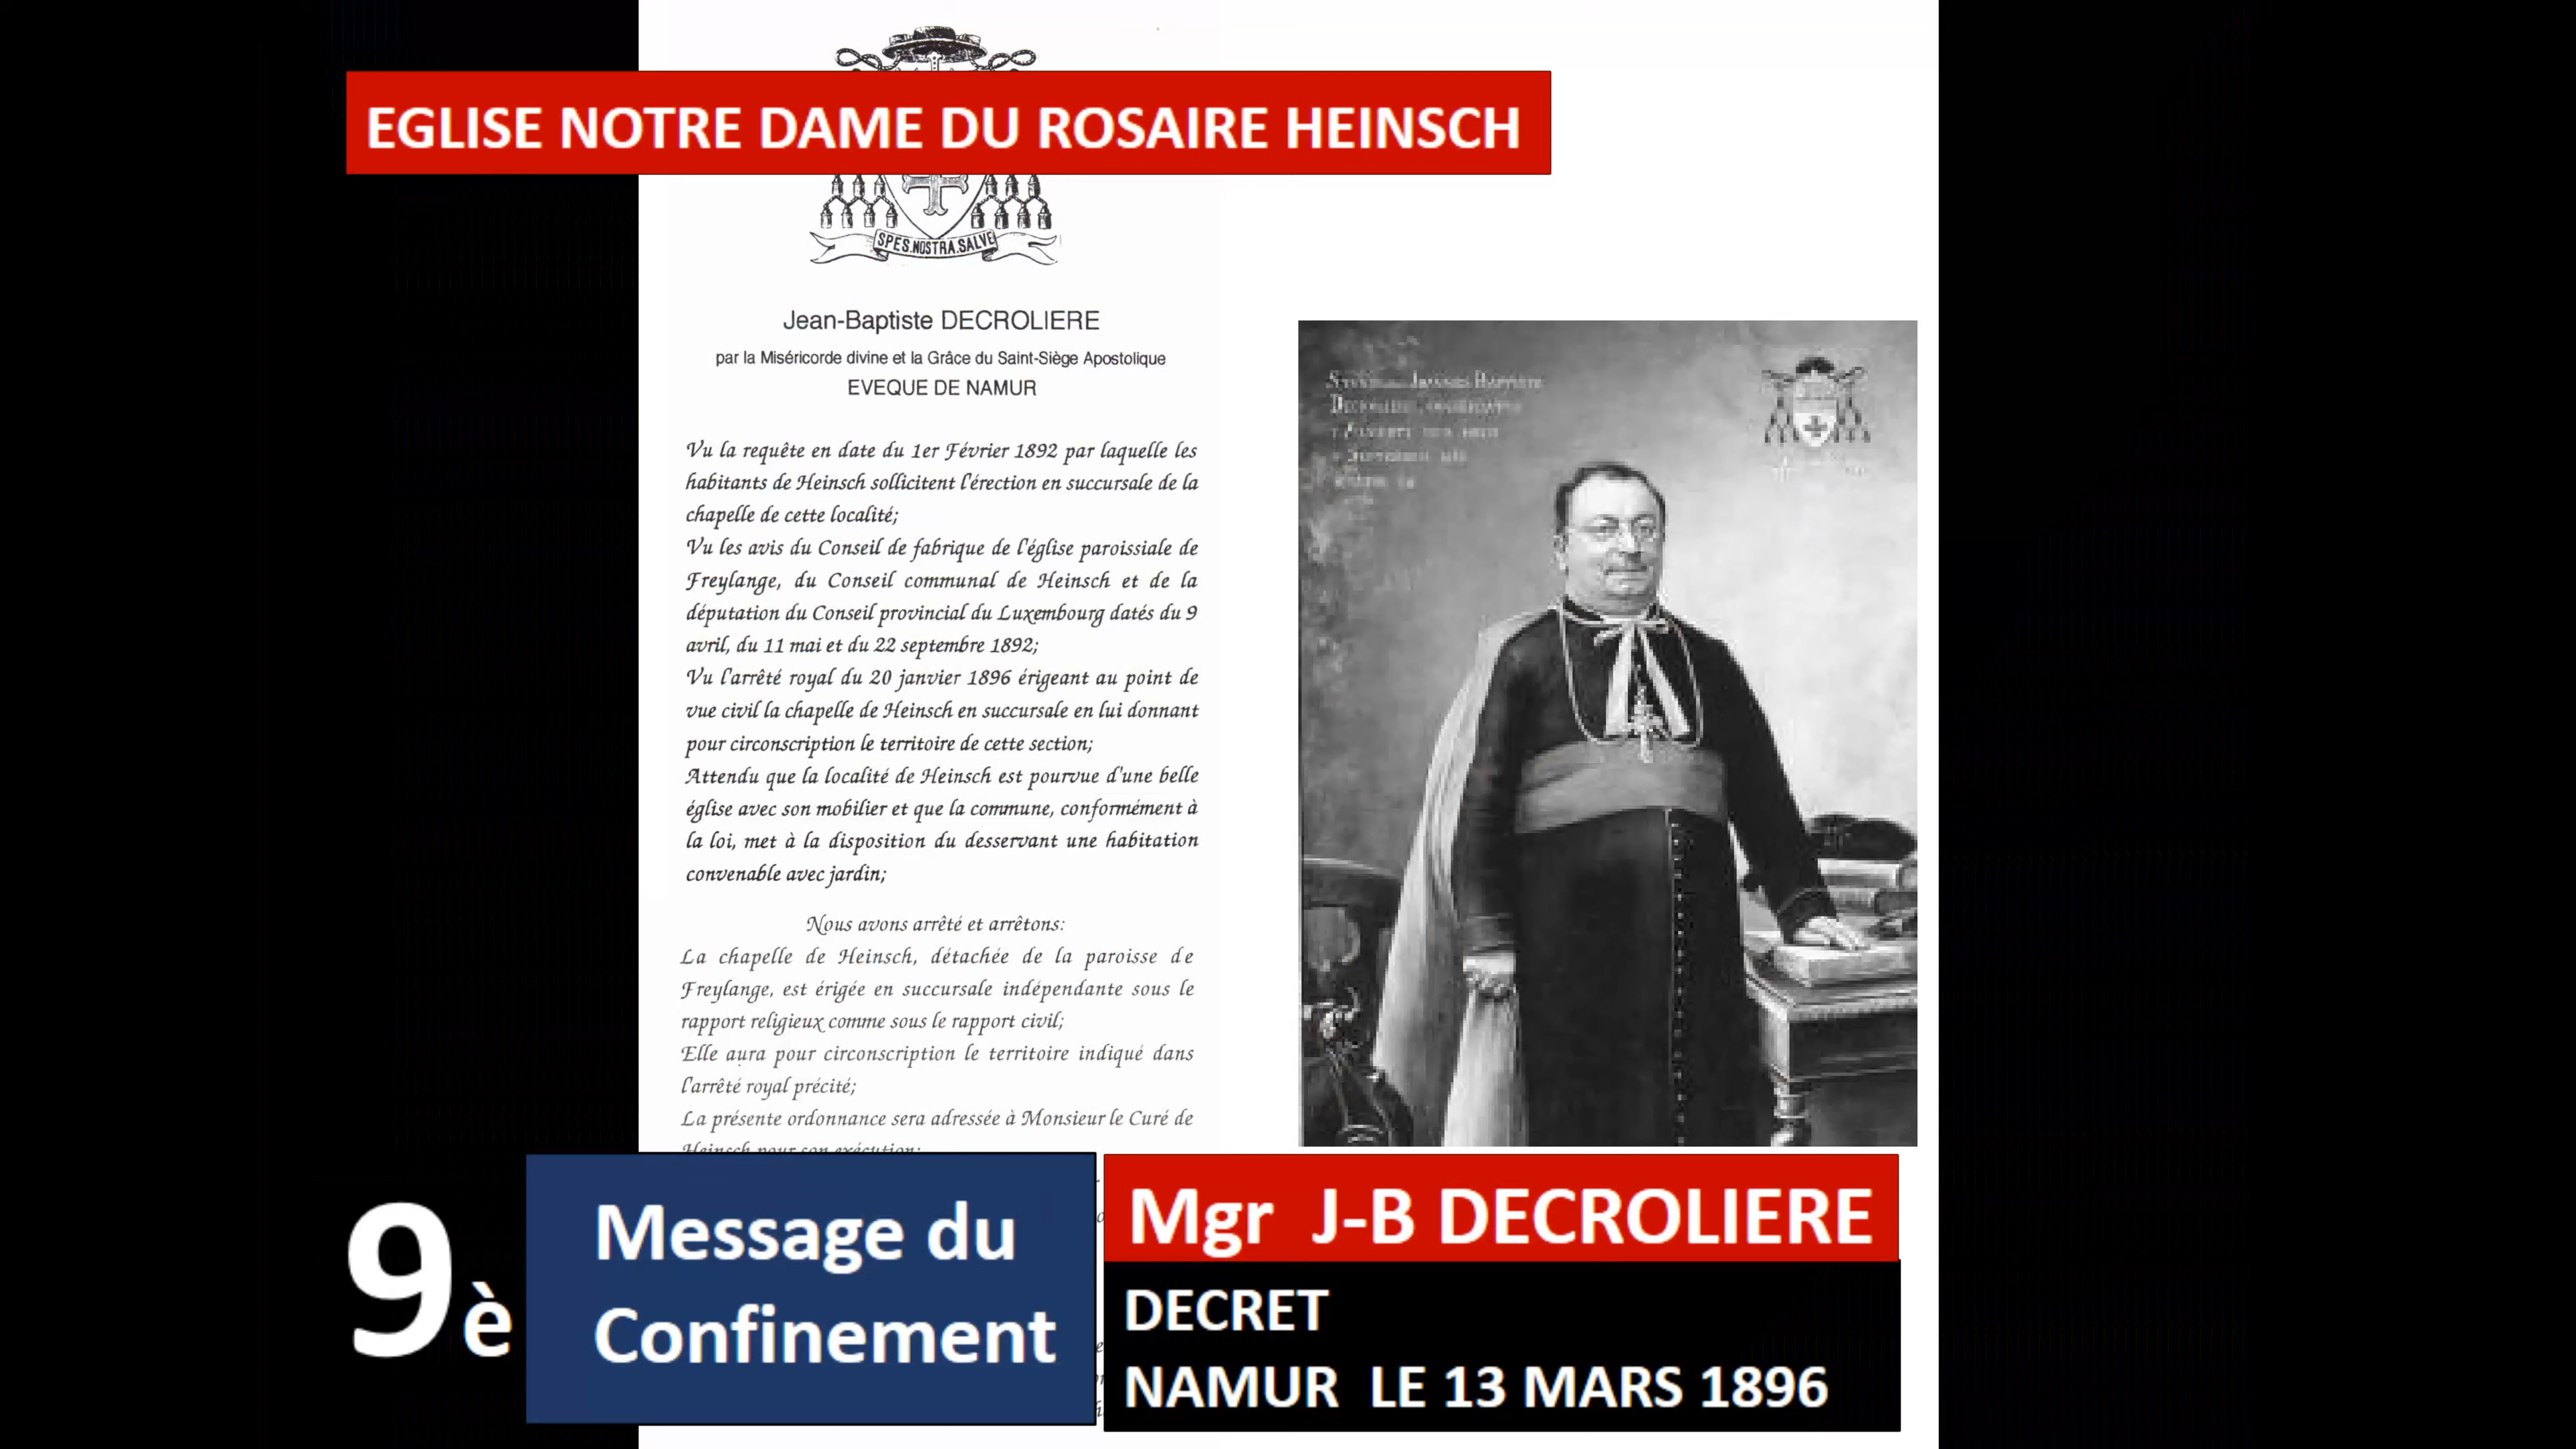 EGLISE NOTRE DAME DU ROSAIRE HEINSCH
SPES.NOSTRA.SALVE
Jean-Baptiste DECROLIERE
par la Miséricorde divine et la Grâce du Saint-Siège Apostolique
EVEQUE DE NAMUR
Vu la requête en date du 1er Février 1892 par laquelle les
habitants de Heinsch sollicitent l'érection en succursale de la
chapelle de cette localité;
Vu les avis du Conseil de fabrique de l'église paroissiale de
Freylange, du Conseil communal de Heinsch et de la
députation du Conseil provincial du Luxembourg datés du 9
avril, du 11 mai et du 22 septembre 1892;
Vu l'arrêté royal du 20 janvier 1896 érigeant au point de
vue civil la chapelle de Heinsch en succursale en lui donnant
pour circonscription le territoire de cette section;
Attendu que la localité de Heinsch est pourvue d'une belle
église avec son mobilier et que la commune, conformément à
la loi, met à la disposition du desservant une habitation
convenable avec jardin;
Nous avons arrêté et arrêtons:
La chapelle de Heinsch, détachée de la paroisse de
Freylange, est érigée en succursale indépendante sous le
rapport religieux comme sous le rapport civil;
Elle aura pour circonscription le territoire indiqué dans
l'arrêté royal précité;
La présente ordonnance sera adressée à Monsieur le Curé de
Heinsch pour son exécution;
9è
Message du
Confinement
Mgr J-B DECROLIERE
DECRET
NAMUR LE 13 MARS 1896